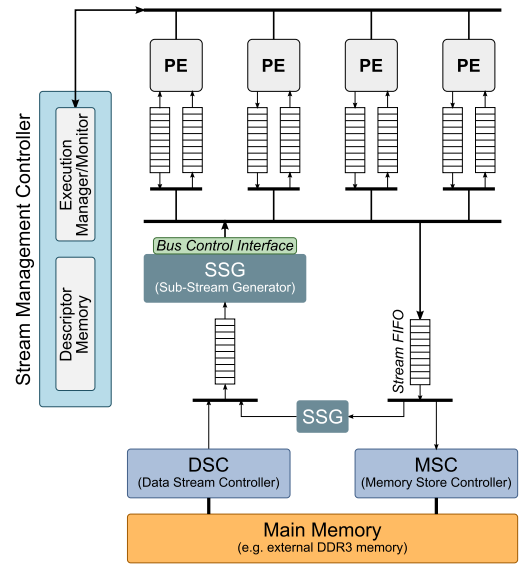 PE
PE
PE
PE
Stream Management Controller
Execution
Manager/Monitor
Descriptor
Memory
Bus Control Interface
SSG
(Sub-Stream Generator)
Stream FIFO
SSG
DSC
(Data Stream Controller)
MSC
(Memory Store Controller)
Main Memory
(e.g. external DDR3 memory)